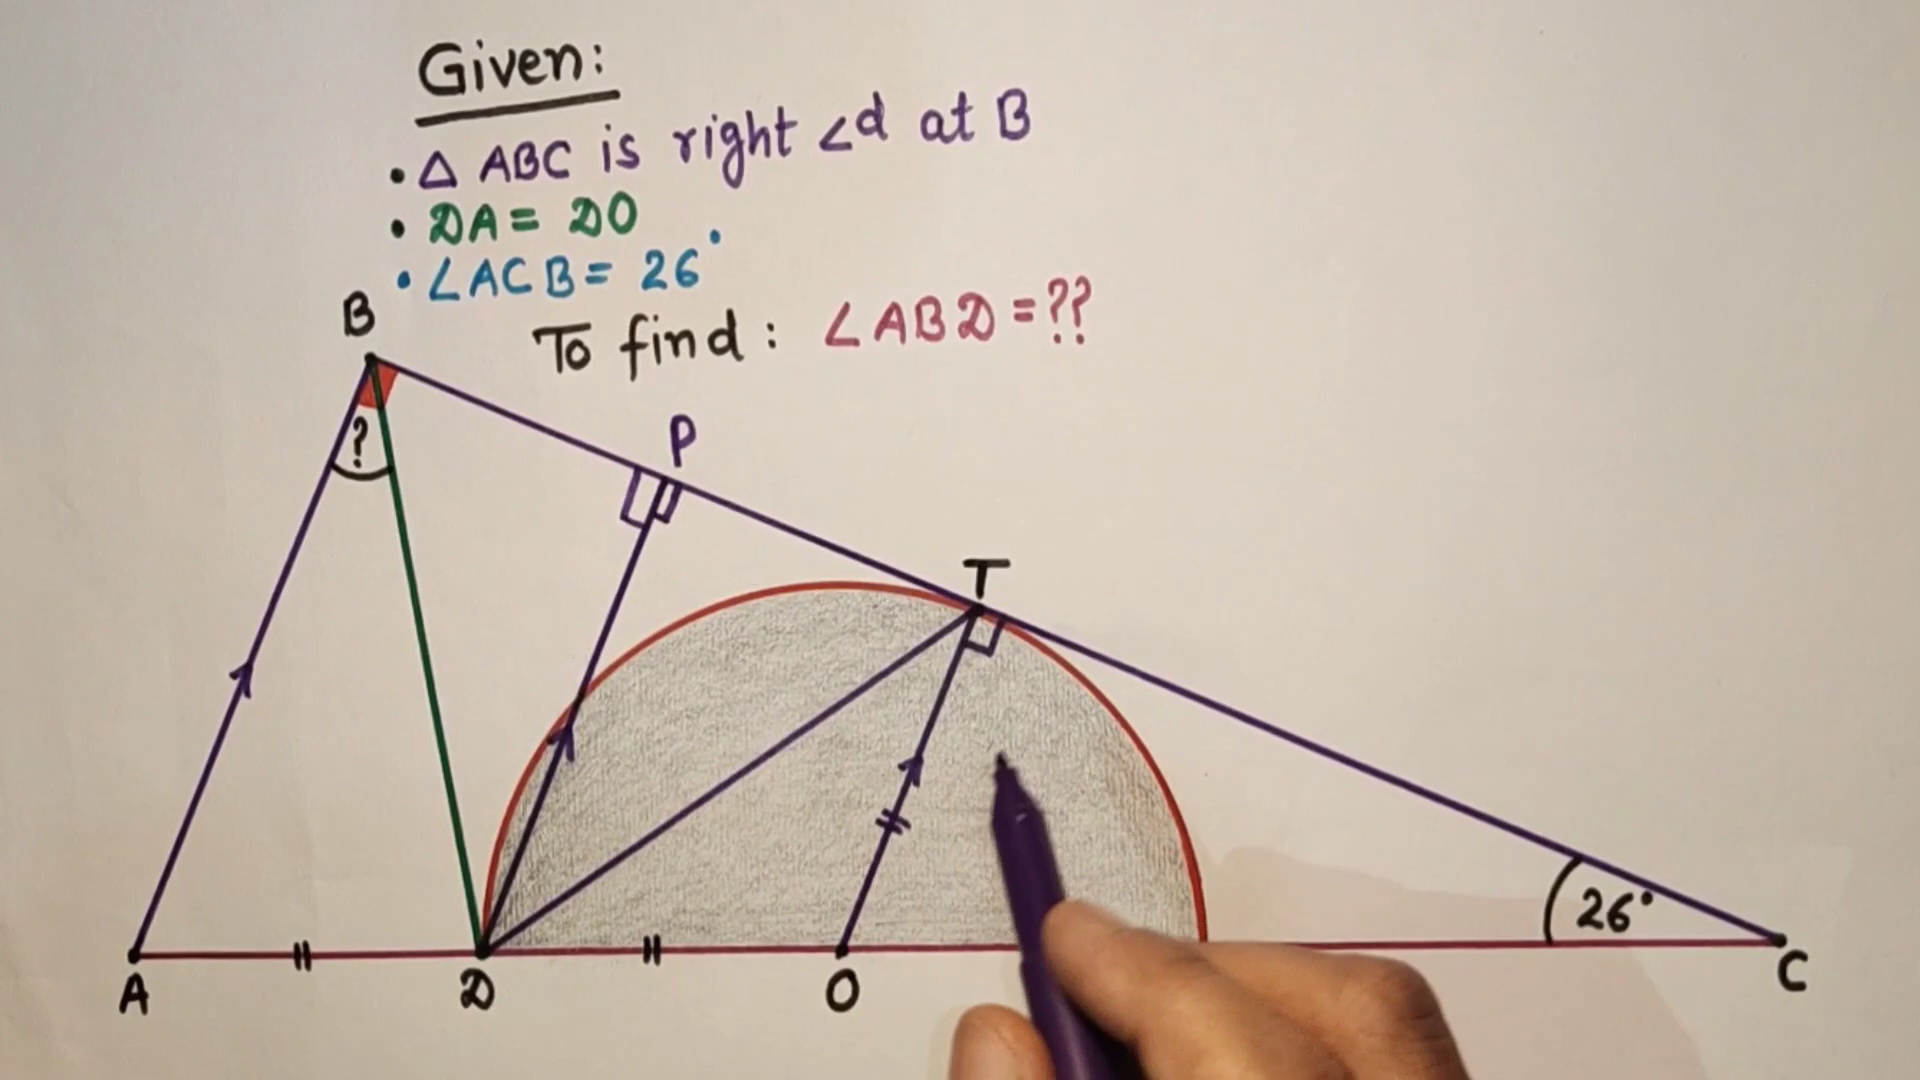 Given:
• △ ABC is right ∠d at B
• DA = DO
• ∠ACB = 26°
To find: ∠ABD = ??
B
?
P
T
26°
A
D
O
C